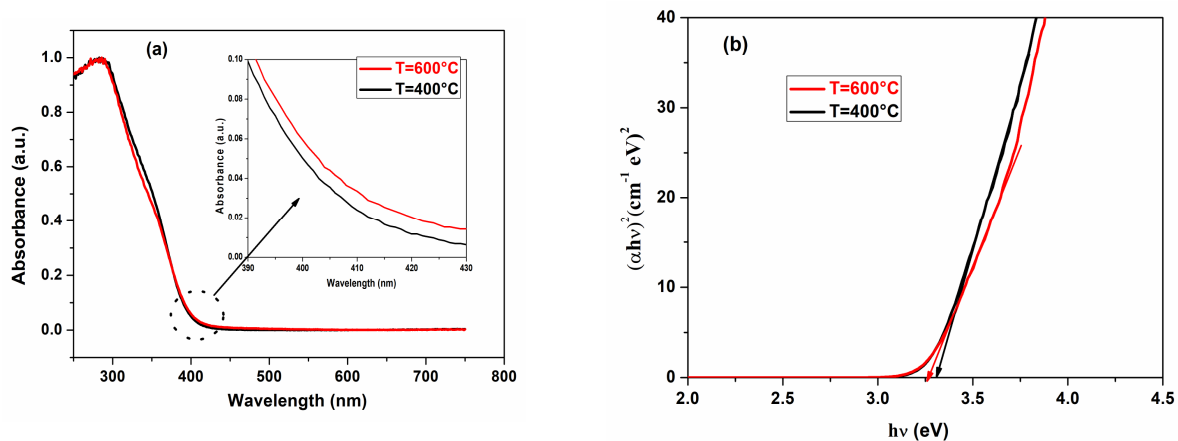 (a)
Absorbance (a.u.)
1.0
0.8
0.6
0.4
0.2
0.0
300
400
500
600
700
800
Wavelength (nm)
T=600°C
T=400°C
Absorbance (a.u.)
0.10
0.08
0.06
0.04
0.02
0.00
390
400
410
420
430
Wavelength (nm)
(b)
T=600°C
T=400°C
(αhν)²(cm⁻¹ eV)²
40
30
20
10
0
2.0
2.5
3.0
3.5
4.0
4.5
hν (eV)